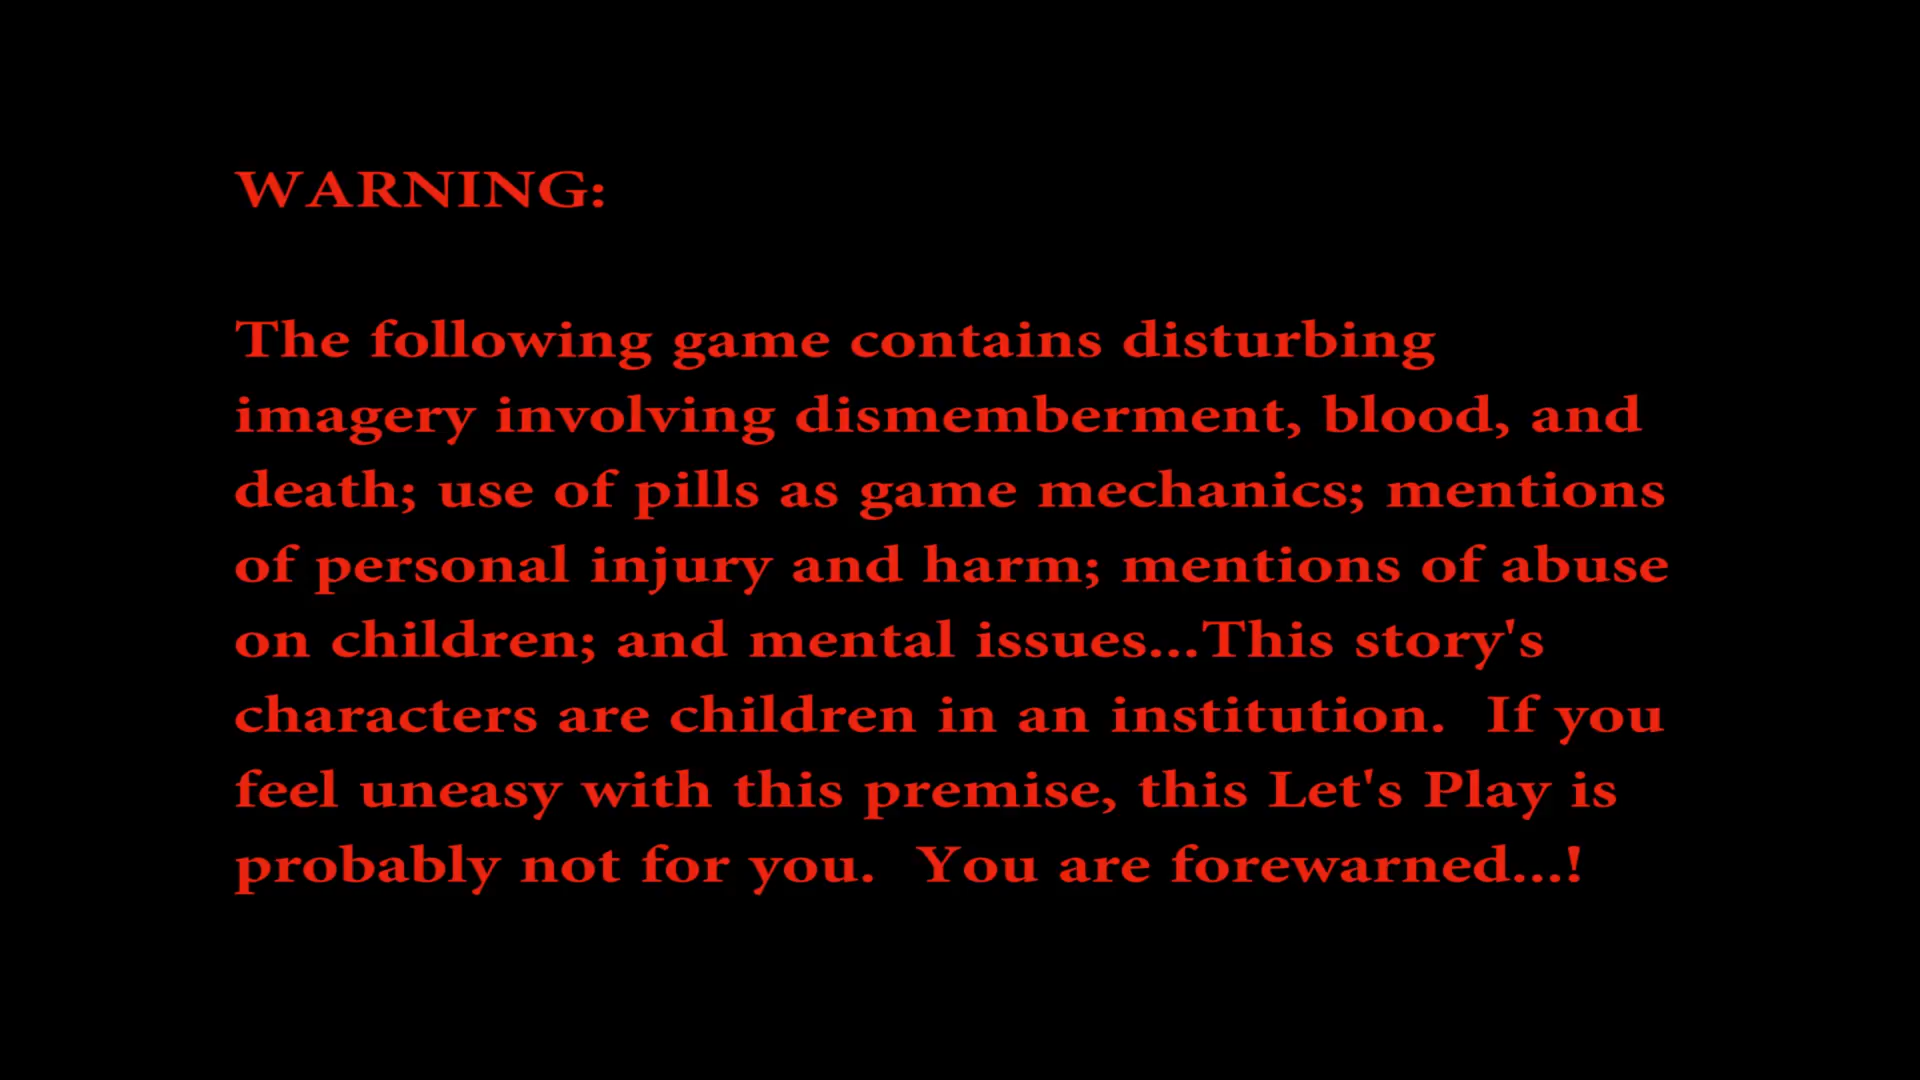 WARNING:
The following game contains disturbing
imagery involving dismemberment, blood, and
death; use of pills as game mechanics; mentions
of personal injury and harm; mentions of abuse
on children; and mental issues...This story's
characters are children in an institution.  If you
feel uneasy with this premise, this Let's Play is
probably not for you.  You are forewarned...!